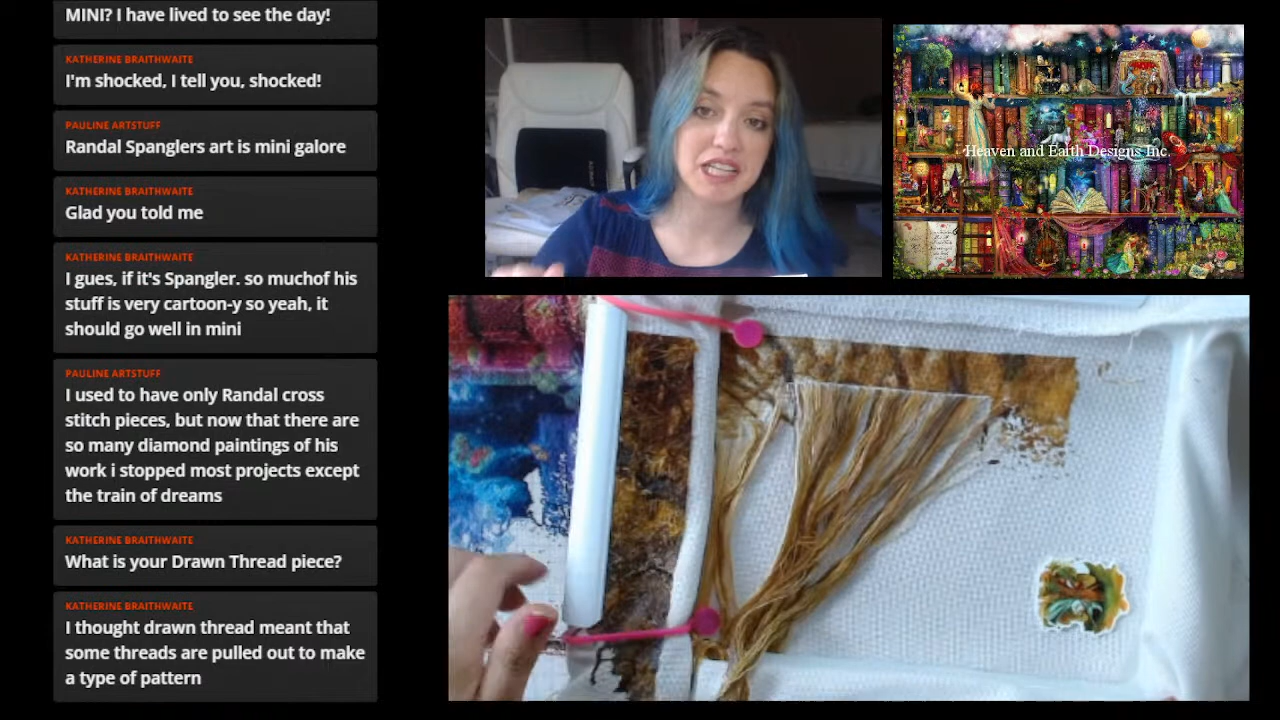 MINI? I have lived to see the day!
KATHERINE BRAITHWAITE
I'm shocked, I tell you, shocked!
PAULINE ARTSTUFF
Randal Spanglers art is mini galore
KATHERINE BRAITHWAITE
Glad you told me
KATHERINE BRAITHWAITE
I gues, if it's Spangler. so muchof his
stuff is very cartoon-y so yeah, it
should go well in mini
PAULINE ARTSTUFF
I used to have only Randal cross
stitch pieces, but now that there are
so many diamond paintings of his
work i stopped most projects except
the train of dreams
KATHERINE BRAITHWAITE
What is your Drawn Thread piece?
KATHERINE BRAITHWAITE
I thought drawn thread meant that
some threads are pulled out to make
a type of pattern
Heaven and Earth Designs Inc.